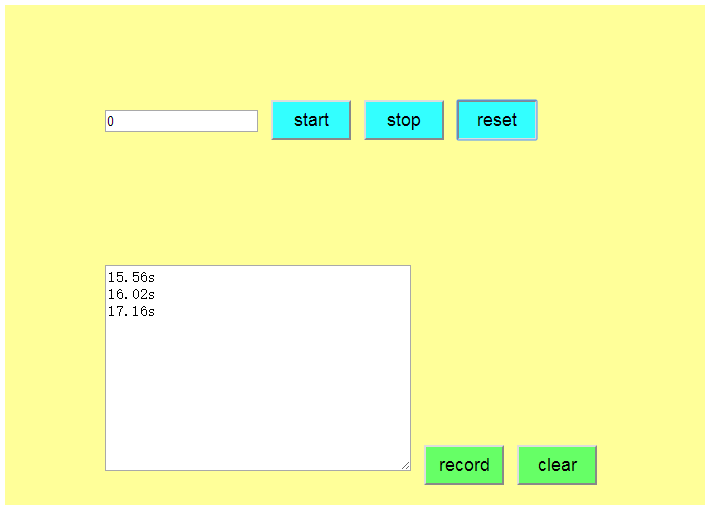 0
start
stop
reset
15.56s
16.02s
17.16s
record
clear